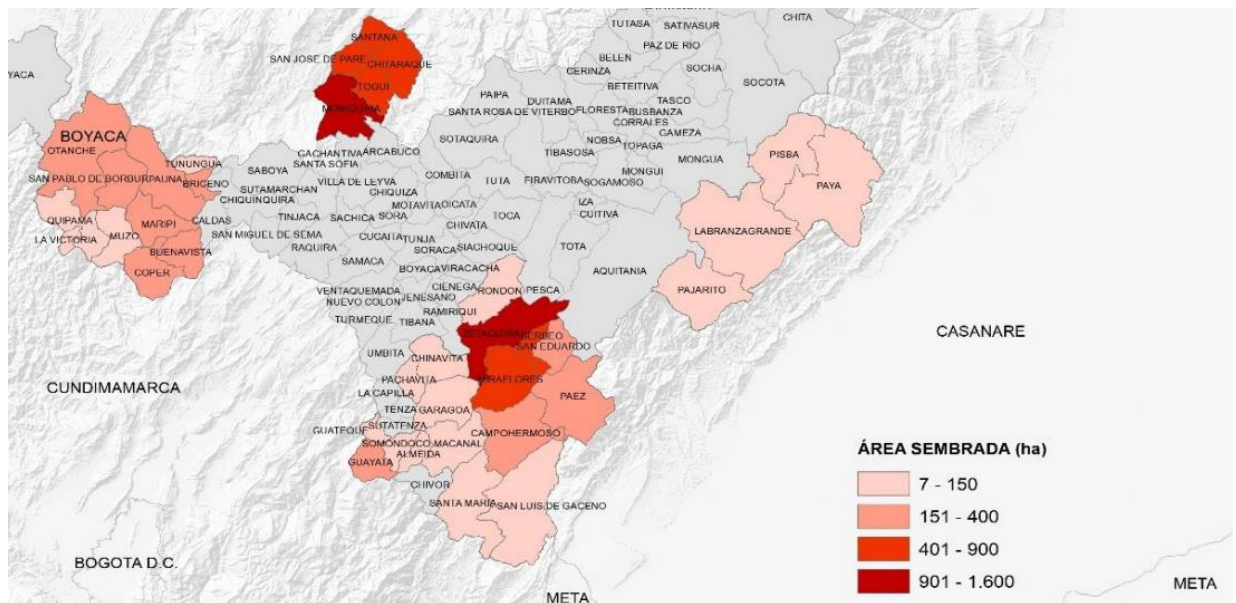 TUTASA
SATIVASUR
CHITA
SANTANA
PAZ DE RIO
BELEN
SAN JOSE DE PARE
CHITARAQUE
CERINZA
SOCHA
YACA
BETEITIVA
SOCOTA
TOGUI
PAIPA
DUITAMA
TASCO
MONIQUIRA
SANTA ROSA DE VITERBO
FLORESTA
BUSBANZA
CORRALES
BOYACA
SOTAQUIRA
NOBSA
GAMEZA
OTANCHE
CACHANTIVA
ARCABUCO
TIBASOSA
TOPAGA
PISBA
TUNUNGUA
SANTA SOFIA
MONGUA
SABOYA
COMBITA
MONGUI
SAN PABLO DE BORBUR
PAUNA
BRICENO
SUTAMARCHAN
VILLA DE LEYVA
TUTA
FIRAVITOBA
SOGAMOSO
PAYA
CHIQUINQUIRA
CHIQUIZA
MOTAVITA
OICATA
IZA
QUIPAMA
MARIPI
CALDAS
TINJACA
SACHICA
SORA
TOCA
CUITIVA
LA VICTORIA
MUZO
SAN MIGUEL DE SEMA
CUCAITA
TUNJA
CHIVATA
LABRANZAGRANDE
BUENAVISTA
RAQUIRA
SORACA
SIACHOQUE
TOTA
COPER
SAMACA
BOYACA
VIRACACHA
AQUITANIA
CIENEGA
VENTAQUEMADA
JENESANO
RONDON
PESCA
PAJARITO
NUEVO COLON
RAMIRIQUI
TURMEQUE
TIBANA
CASANARE
ZETAQUIRA
BERBEO
SAN EDUARDO
UMBITA
CHINAVITA
CUNDIMAMARCA
PACHAVITA
MIRAFLORES
LA CAPILLA
PAEZ
TENZA
GARAGOA
GUATEQUE
SUTATENZA
CAMPOHERMOSO
SOMONDOCO
MACANAL
ÁREA SEMBRADA (ha)
GUAYATA
ALMEIDA
CHIVOR
7 - 150
SANTA MARIA
SAN LUIS DE GACENO
151 - 400
401 - 900
BOGOTA D.C.
901 - 1.600
META
META